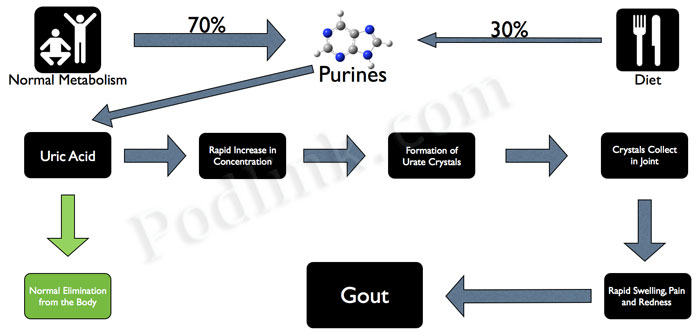 70%
30%
Normal Metabolism
Purines
Diet
Uric Acid
Rapid Increase in
Concentration
Formation of
Urate Crystals
Crystals Collect
in Joint
Podlink.com
Normal Elimination
from the Body
Gout
Rapid Swelling, Pain
and Redness